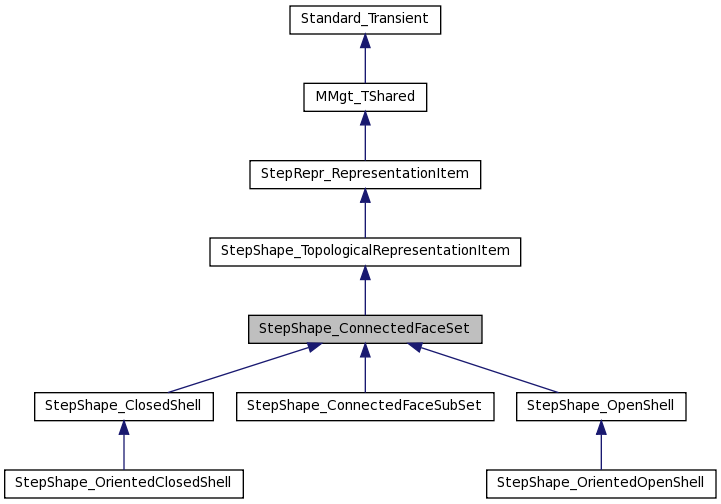 Standard_Transient
MMgt_TShared
StepRepr_RepresentationItem
StepShape_TopologicalRepresentationItem
StepShape_ConnectedFaceSet
StepShape_ClosedShell
StepShape_ConnectedFaceSubSet
StepShape_OpenShell
StepShape_OrientedClosedShell
StepShape_OrientedOpenShell